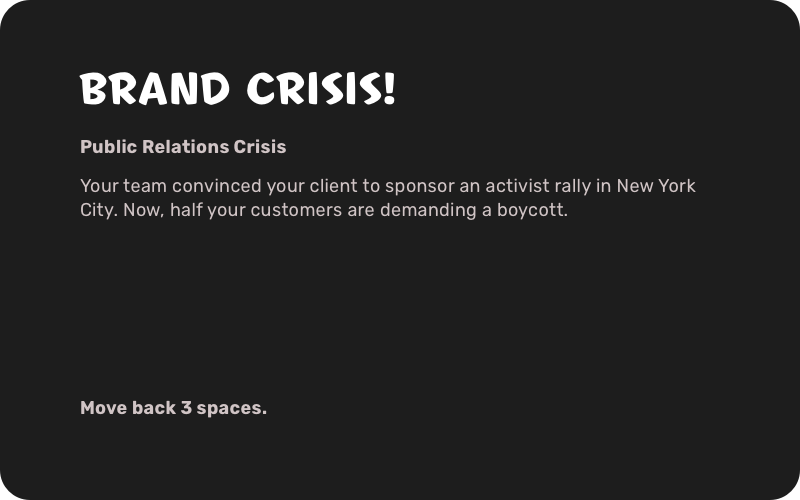 BRAND CRISIS!
Public Relations Crisis
Your team convinced your client to sponsor an activist rally in New York
City. Now, half your customers are demanding a boycott.
Move back 3 spaces.